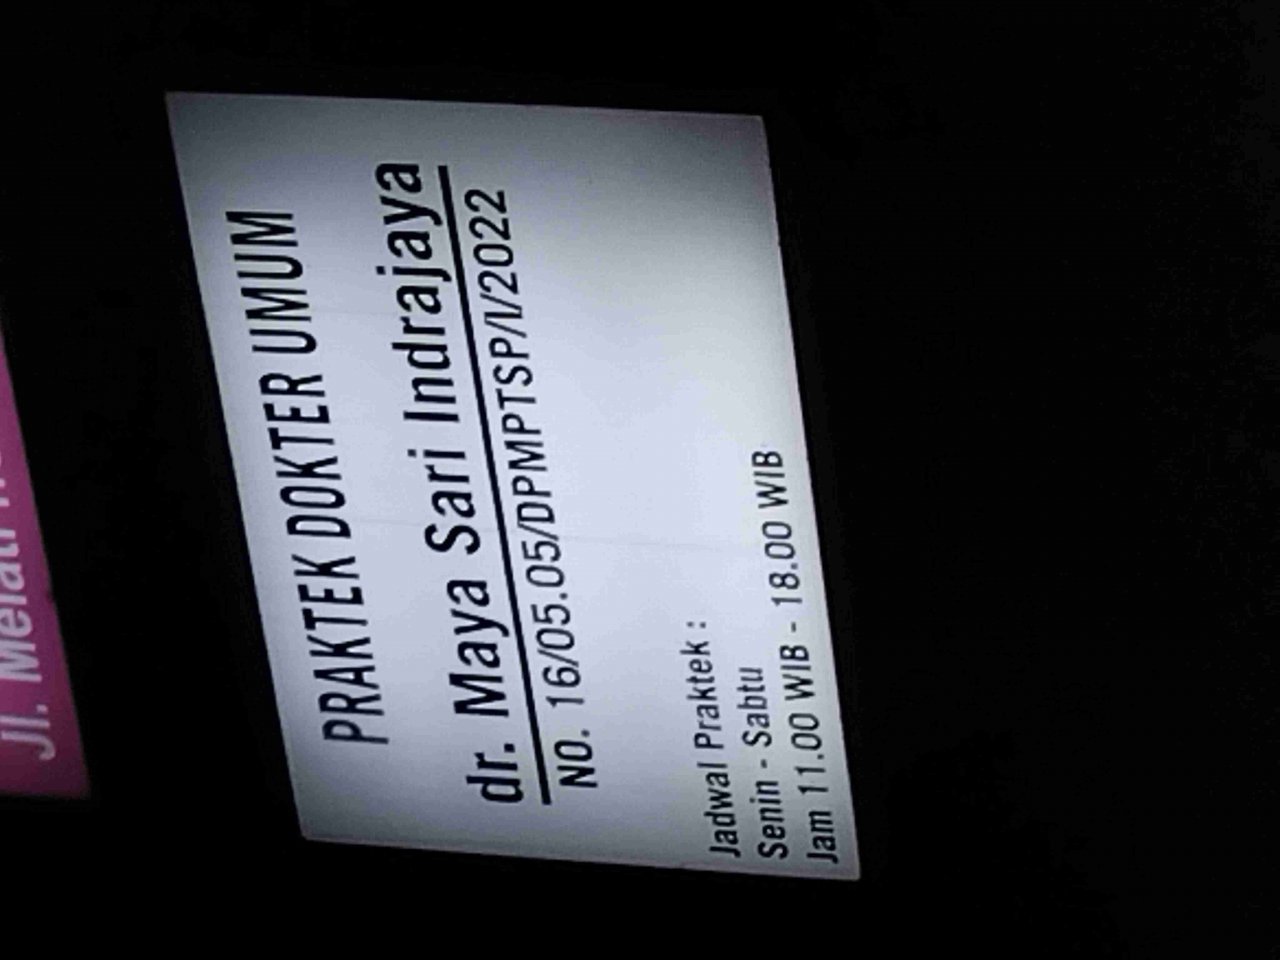 Jl. Melati
PRAKTEK DOKTER UMUM
dr. Maya Sari Indrajaya
NO. 16/05.05/DPMPTSP/I/2022
Jadwal Praktek :
Senin - Sabtu
Jam 11.00 WIB - 18.00 WIB